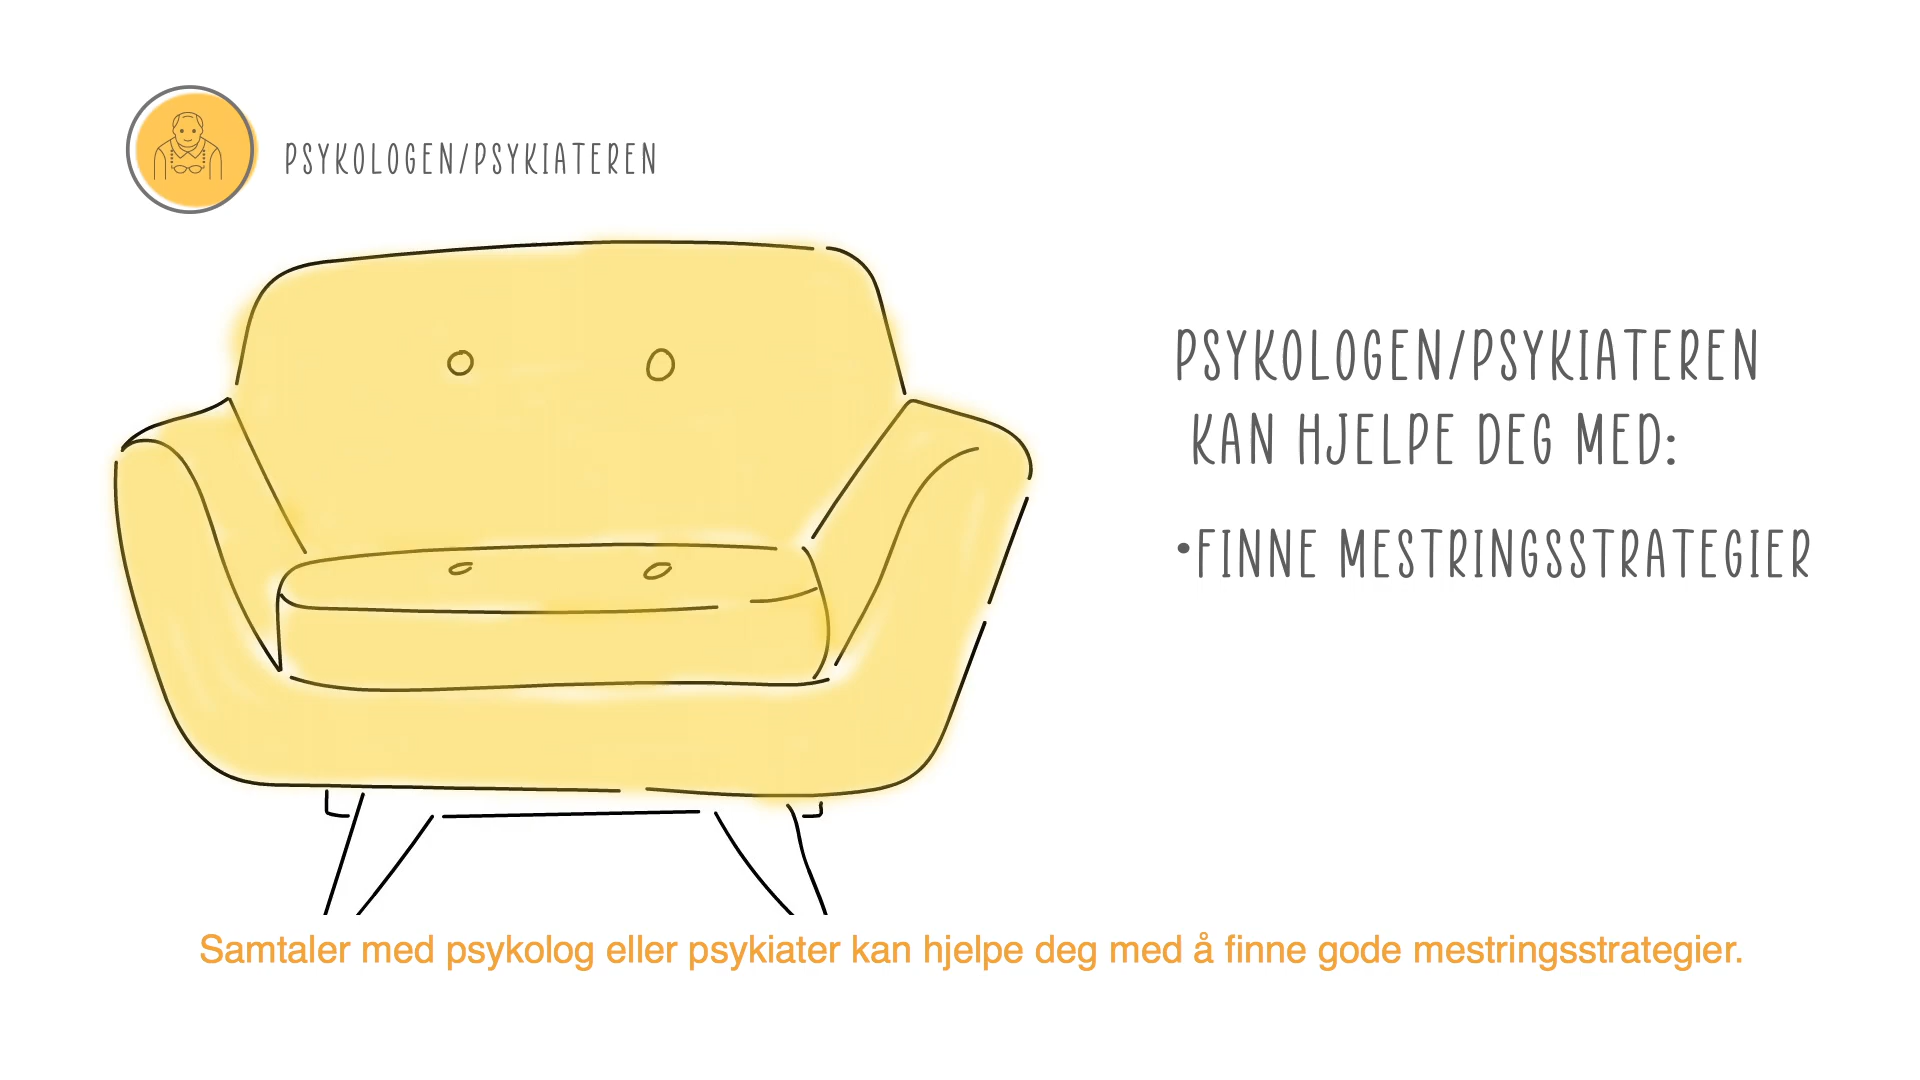 PSYKOLOGEN/PSYKIATEREN
PSYKOLOGEN/PSYKIATEREN
KAN HJELPE DEG MED:
•FINNE MESTRINGSSTRATEGIER
Samtaler med psykolog eller psykiater kan hjelpe deg med å finne gode mestringsstrategier.